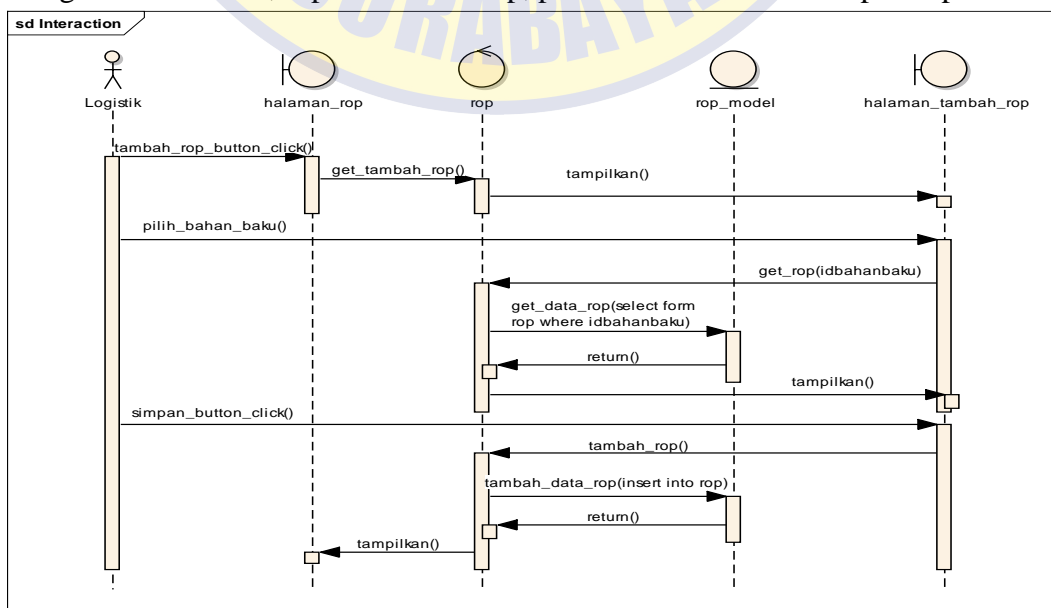 sd Interaction
SURABAYA
Logistik
halaman_rop
rop
rop_model
halaman_tambah_rop
tambah_rop_button_click()
get_tambah_rop()
tampilkan()
pilih_bahan_baku()
get_rop(idbahanbaku)
get_data_rop(select form
rop where idbahanbaku)
return()
tampilkan()
simpan_button_click()
tambah_rop()
tambah_data_rop(insert into rop)
return()
tampilkan()